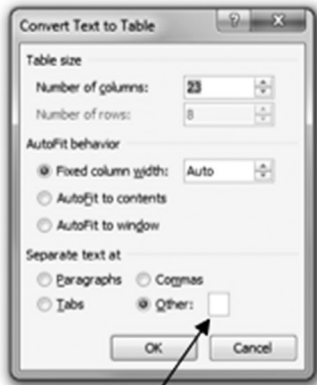 Convert Text to Table
Table size
Number of columns: 23
Number of rows: 8
AutoFit behavior
Fixed column width: Auto
AutoFit to contents
AutoFit to window
Separate text at
Paragraphs Commas
Tabs Other:
OK Cancel